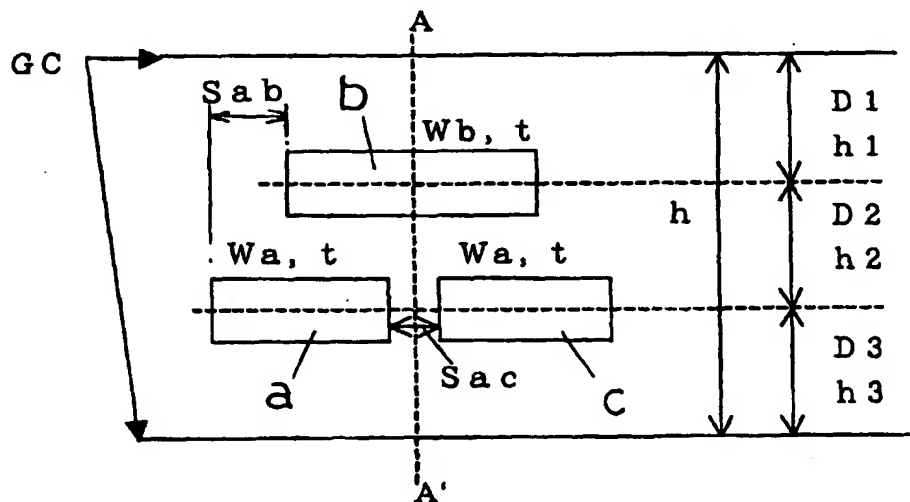 A
GC
Sab
b
Wb, t
D1
h1
h
D2
h2
Wa, t
Wa, t
a
Sac
c
D3
h3
A'